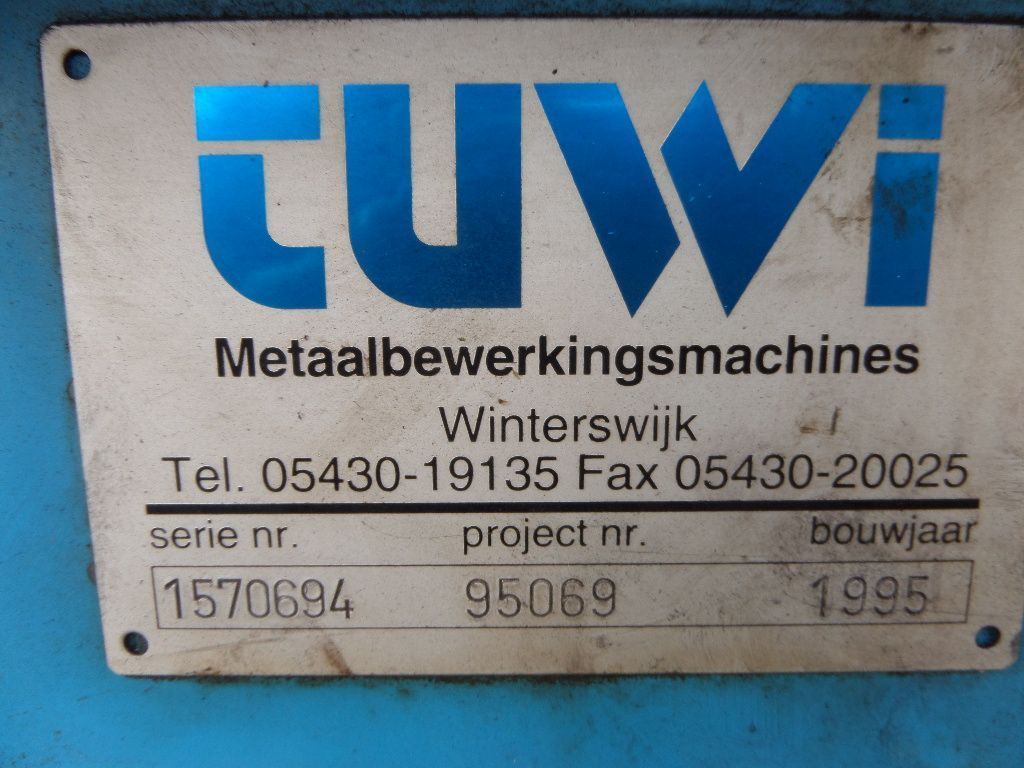 tuwi
Metaalbewerkingsmachines
Winterswijk
Tel. 05430-19135 Fax 05430-20025
serie nr. project nr. bouwjaar
1570694 95069 1995